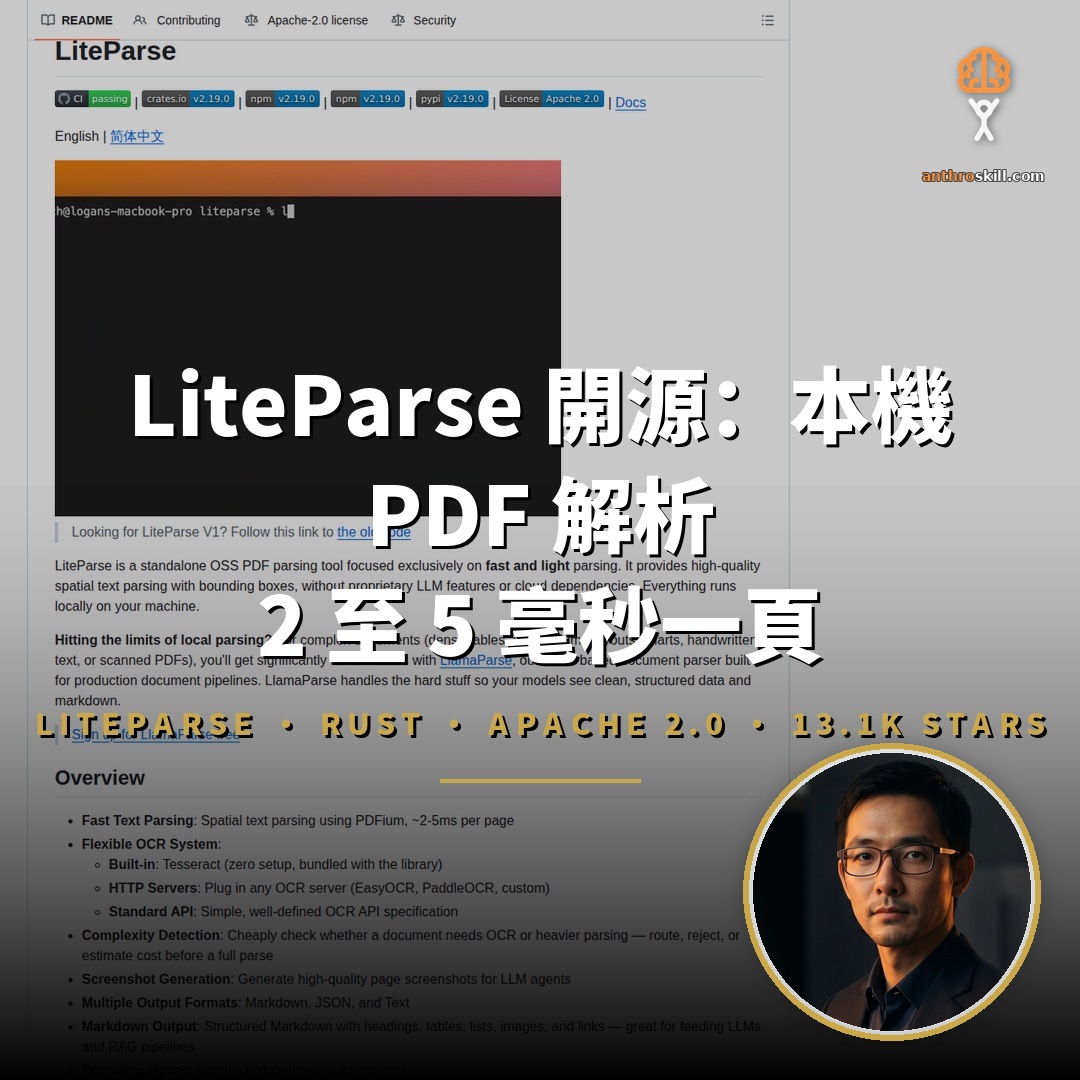 README Contributing Apache-2.0 license Security
LiteParse
CI passing | crates.io v2.19.0 | npm v2.19.0 | npm v2.19.0 | pypi v2.19.0 | License Apache 2.0 | Docs
anthroskill.com
English | 简体中文
h@logans-macbook-pro liteparse % l
LiteParse 開源：本機
PDF 解析
2 至 5 毫秒一頁
Looking for LiteParse V1? Follow this link to the old code
LiteParse is a standalone OSS PDF parsing tool focused exclusively on fast and light parsing. It provides high-quality
spatial text parsing with bounding boxes, without proprietary LLM features or cloud dependencies. Everything runs
locally on your machine.
Hitting the limits of local parsing? handwritten
text, or scanned PDFs), you'll get significantly with LlamaParse, document parser
for production document pipelines. LlamaParse handles the hard stuff so your models see clean, structured data and
markdown.
LITEPARSE • RUST • APACHE 2.0 • 13.1K STARS
Sign up for LlamaParse free
Overview
• Fast Text Parsing: Spatial text parsing using PDFium, ~2-5ms per page
• Flexible OCR System:
◦ Built-in: Tesseract (zero setup, bundled with the library)
◦ HTTP Servers: Plug in any OCR server (EasyOCR, PaddleOCR, custom)
◦ Standard API: Simple, well-defined OCR API specification
• Complexity Detection: Cheaply check whether a document needs OCR or heavier parsing — route, reject, or
estimate cost before a full parse
• Screenshot Generation: Generate high-quality page screenshots for LLM agents
• Multiple Output Formats: Markdown, JSON, and Text
• Markdown Output: Structured Markdown with headings, tables, lists, images, and links — great for feeding LLMs
and RAG pipelines